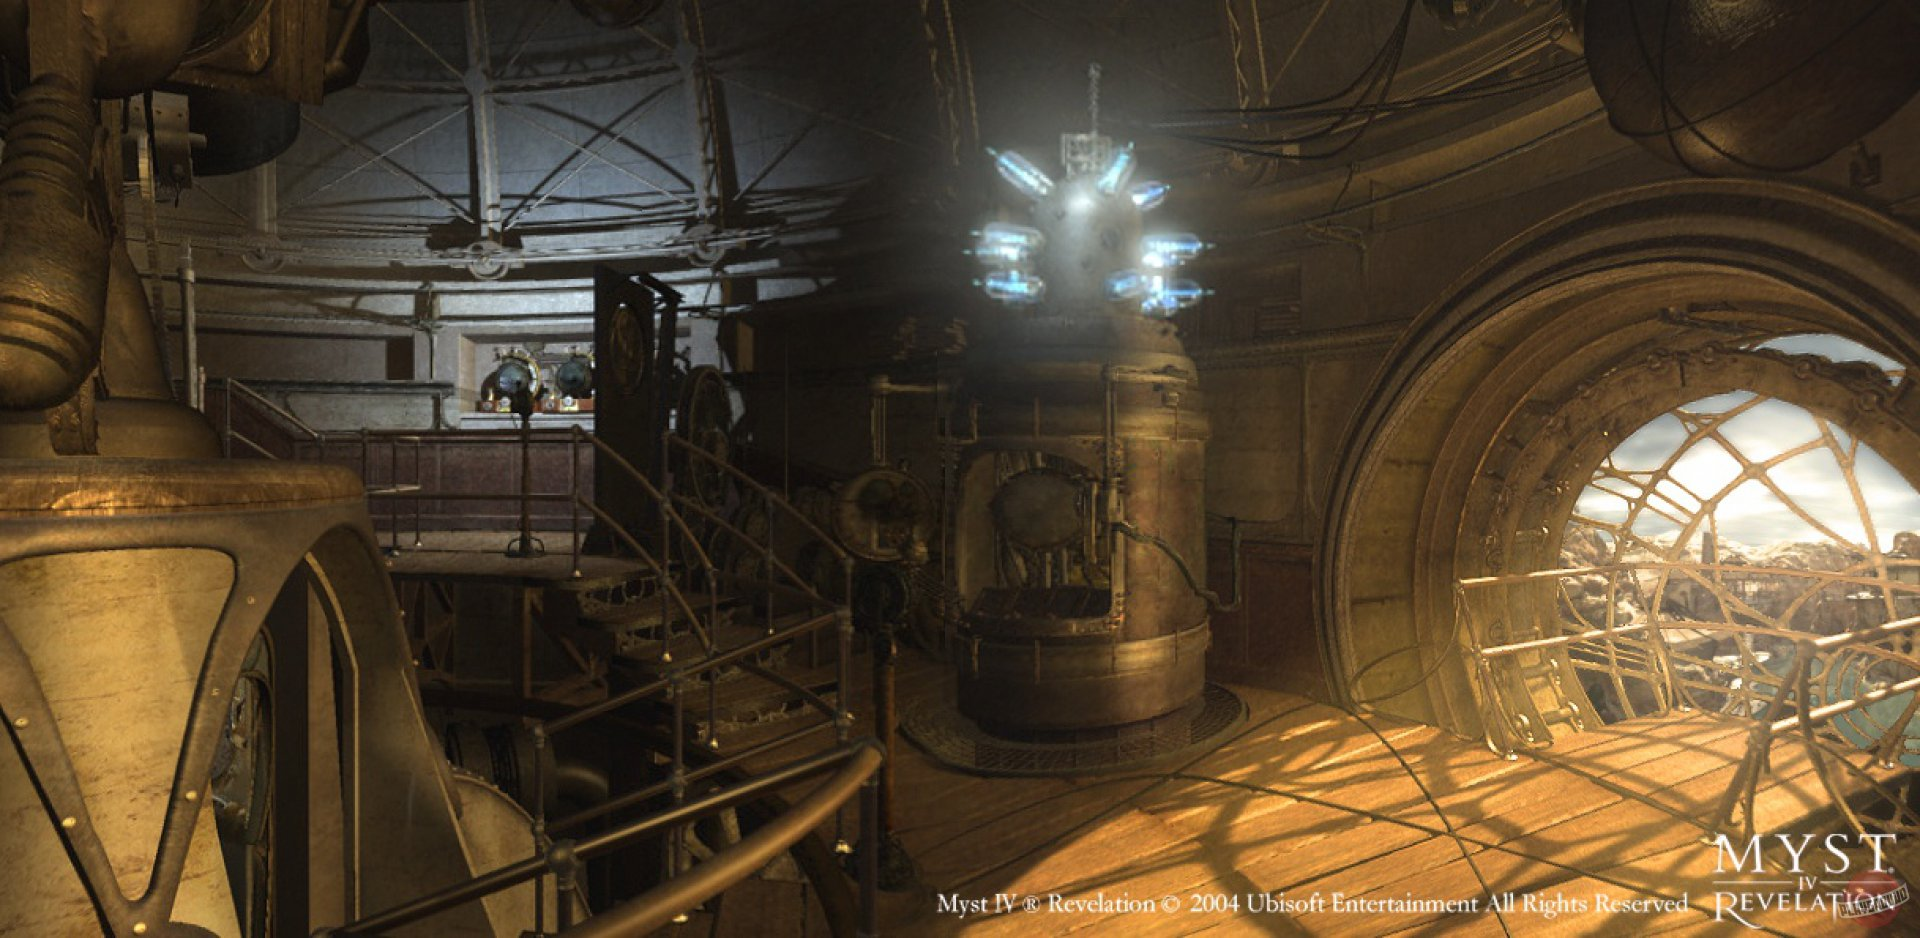 MYST
IV
REVELATION
Myst IV ® Revelation © 2004 Ubisoft Entertainment All Rights Reserved